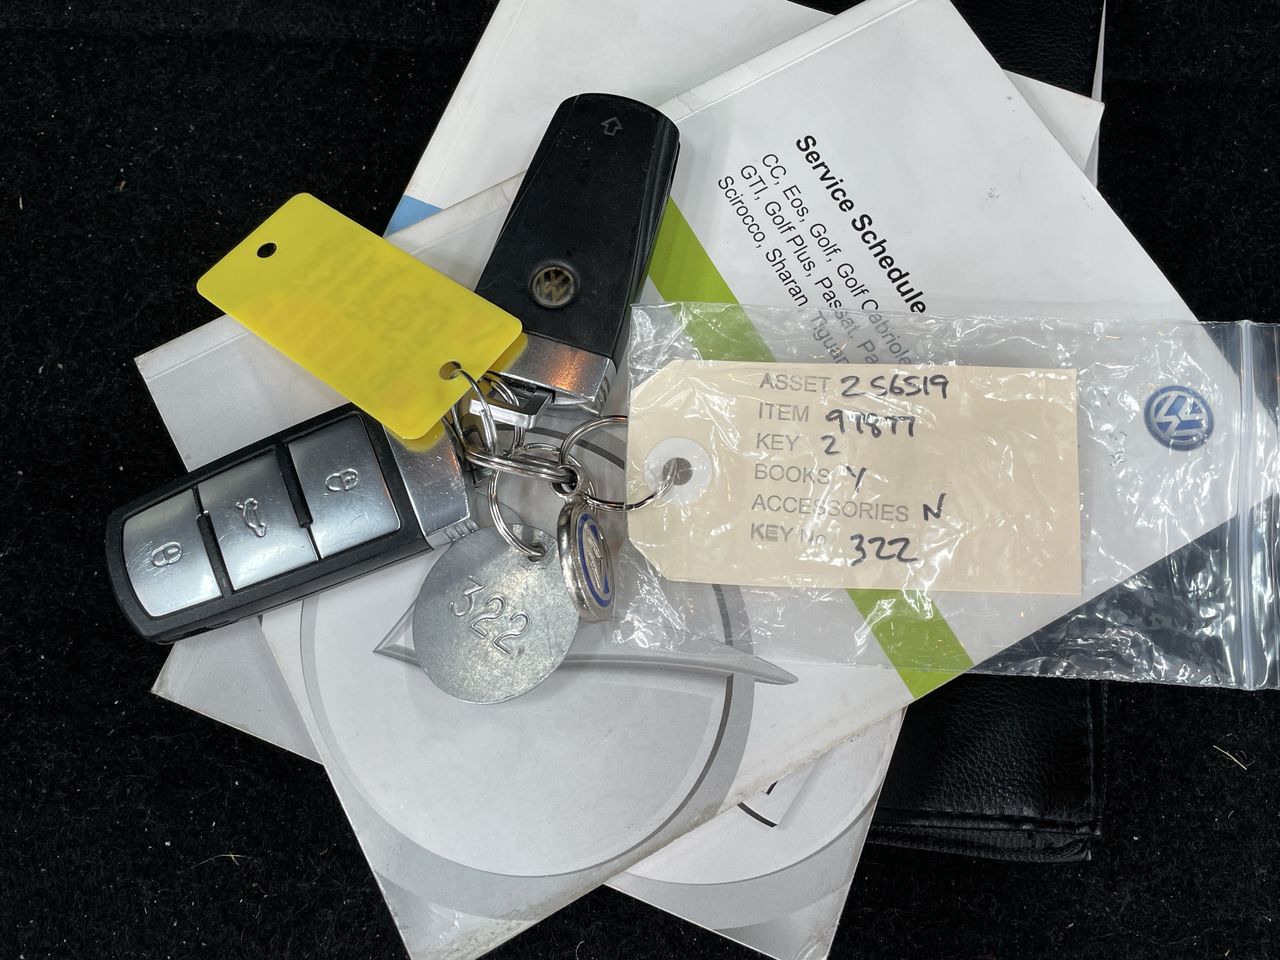 Service Schedule
CC, Eos, Golf, Golf Cabriolet
GTI, Golf Plus, Passat,
Scirocco, Sharan, Tiguan
ASSET 256519
ITEM 97877
KEY 2
BOOKS Y
ACCESSORIES N
KEY No 322
322